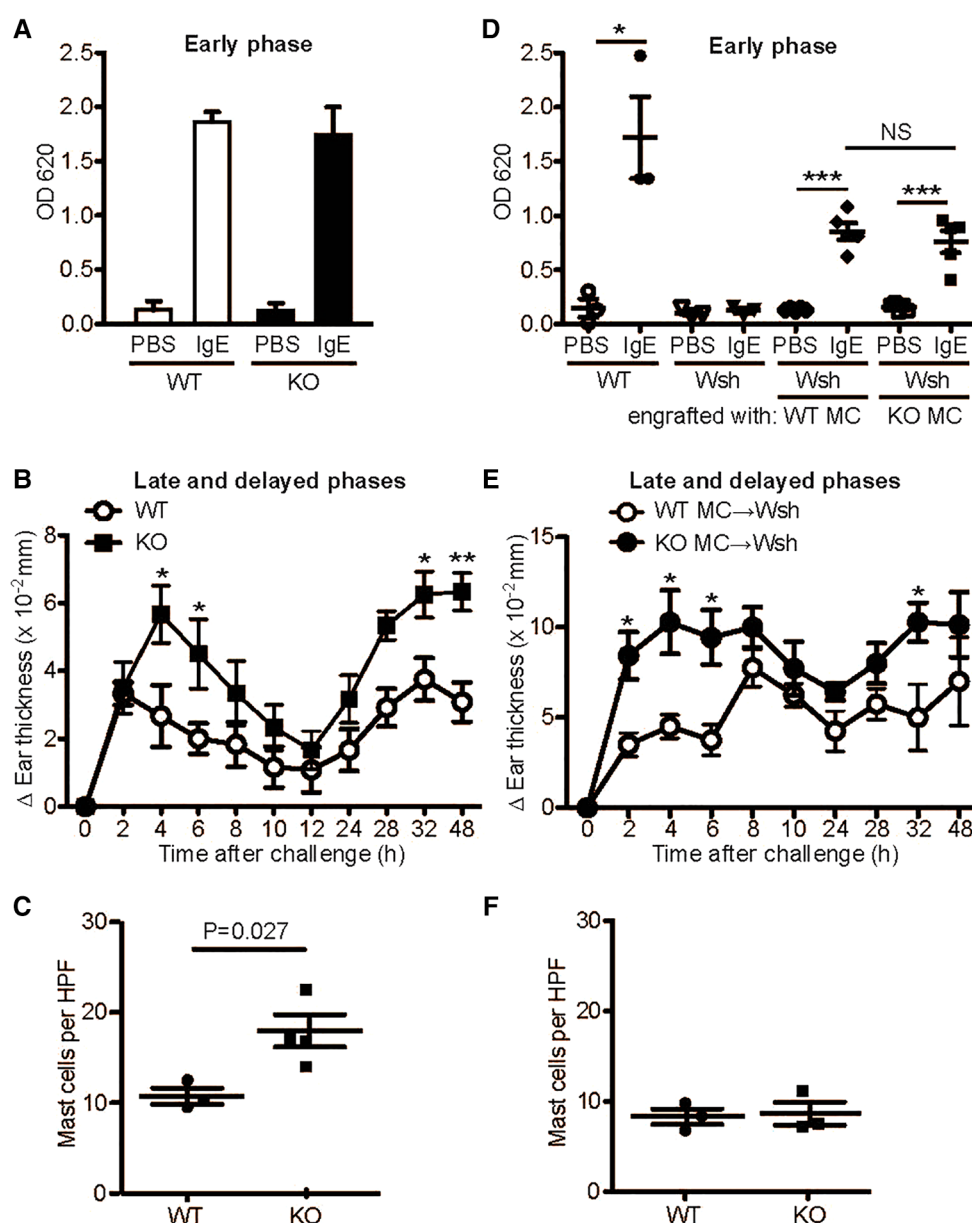 A
Early phase
OD 620
2.5
2.0
1.5
1.0
0.5
0.0
PBS IgE PBS IgE
WT KO
B
Late and delayed phases
WT
KO
Δ Ear thickness (x 10⁻² mm)
8
6
4
2
0
* * * **
0 2 4 6 8 10 12 24 28 32 48
Time after challenge (h)
C
Mast cells per HPF
30
20
10
0
P=0.027
WT KO
D
Early phase
OD 620
2.5
2.0
1.5
1.0
0.5
0.0
*
***
NS
***
PBS IgE PBS IgE PBS IgE PBS IgE
WT Wsh Wsh Wsh
engrafted with: WT MC KO MC
E
Late and delayed phases
WT MC→Wsh
KO MC→Wsh
Δ Ear thickness (x 10⁻² mm)
15
10
5
0
* * * *
0 2 4 6 8 10 24 28 32 48
Time after challenge (h)
F
Mast cells per HPF
30
20
10
0
WT KO